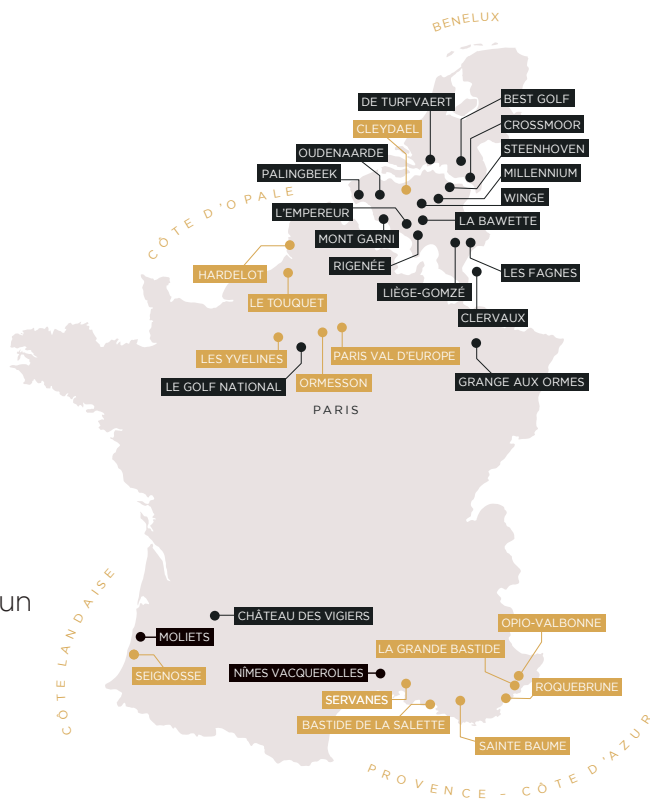 BENELUX
DE TURFVAERT
BEST GOLF
CLEYDAEL
CROSSMOOR
OUDENAARDE
STEENHOVEN
PALINGBEEK
MILLENNIUM
CÔTE D'OPALE
WINGE
L'EMPEREUR
LA BAWETTE
MONT GARNI
RIGENÉE
HARDELOT
LES FAGNES
LE TOUQUET
LIÈGE-GOMZÉ
CLERVAUX
LES YVELINES
PARIS VAL D'EUROPE
LE GOLF NATIONAL
ORMESSON
GRANGE AUX ORMES
PARIS
un
CÔTE LANDAISE
CHÂTEAU DES VIGIERS
OPIO-VALBONNE
MOLIETS
LA GRANDE BASTIDE
SEIGNOSSE
NÎMES VACQUEROLLES
ROQUEBRUNE
SERVANES
BASTIDE DE LA SALETTE
SAINTE BAUME
PROVENCE - CÔTE D'AZUR